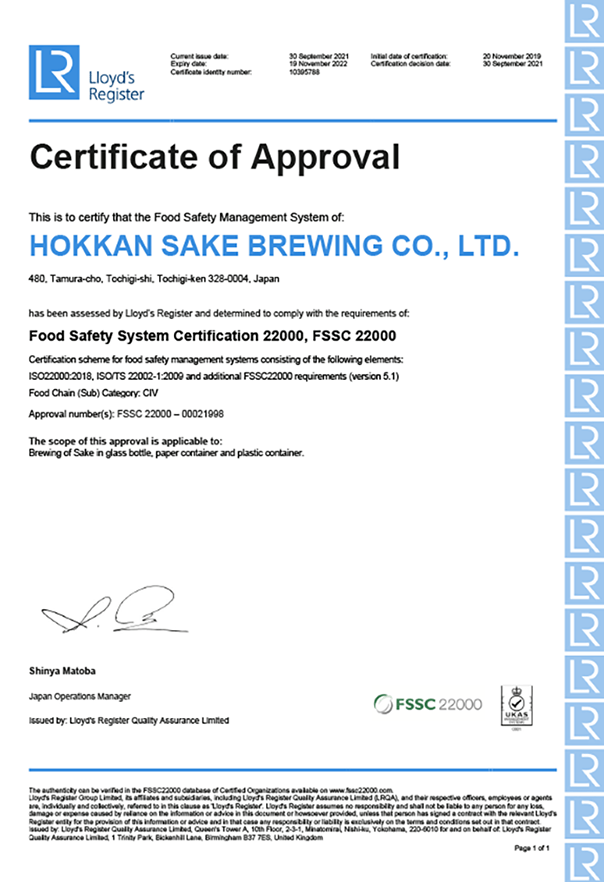 LR
Lloyd's
Register
Current issue date: 30 September 2021 Initial date of certification: 20 November 2019
Expiry date: 19 November 2022 Certification decision date: 30 September 2021
Certificate identity number: 10395788
Certificate of Approval
This is to certify that the Food Safety Management System of:
HOKKAN SAKE BREWING CO., LTD.
480, Tamura-cho, Tochigi-shi, Tochigi-ken 328-0004, Japan
has been assessed by Lloyd's Register and determined to comply with the requirements of:
Food Safety System Certification 22000, FSSC 22000
Certification scheme for food safety management systems consisting of the following elements:
ISO22000:2018, ISO/TS 22002-1:2009 and additional FSSC22000 requirements (version 5.1)
Food Chain (Sub) Category: CIV
Approval number(s): FSSC 22000 – 00021998
The scope of this approval is applicable to:
Brewing of Sake in glass bottle, paper container and plastic container.
Shinya Matoba
Japan Operations Manager
Issued by: Lloyd's Register Quality Assurance Limited
FSSC 22000
UKAS
The authenticity can be verified in the FSSC22000 database of Certified Organizations available on www.fssc22000.com.
Lloyd's Register Group Limited, its affiliates and subsidiaries, including Lloyd's Register Quality Assurance Limited (LRQA), and their respective officers, employees or agents
are, individually and collectively, referred to in this clause as 'Lloyd's Register'. Lloyd's Register assumes no responsibility and shall not be liable to any person for any loss,
damage or expense caused by reliance on the information or advice in this document or howsoever provided, unless that person has signed a contract with the relevant Lloyd's
Register entity for the provision of this information or advice and in that case any responsibility or liability is exclusively on the terms and conditions set out in that contract.
Issued by: Lloyd's Register Quality Assurance Limited, Queen's Tower A, 10th Floor, 2-3-1, Minatomirai, Nishi-ku, Yokohama, 220-6010 for and on behalf of: Lloyd's Register
Quality Assurance Limited, 1 Trinity Park, Bickenhill Lane, Birmingham B37 7ES, United Kingdom
Page 1 of 1